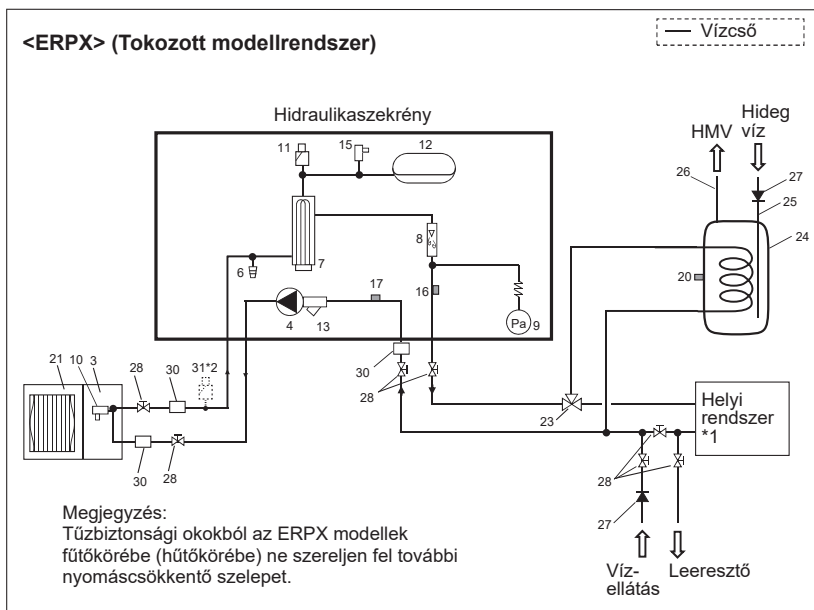 <ERPX> (Tokozott modellrendszer)
Vízcső
Hidraulikaszekrény
HMV
Hideg
víz
11
15
12
26
27
25
24
8
20
6
7
17
16
4
13
Pa
9
21
10
3
28
30
31*2
30
28
23
Helyi
rendszer
*1
30
28
28
27
Megjegyzés:
Tűzbiztonsági okokból az ERPX modellek
fűtőkörébe (hűtőkörébe) ne szereljen fel további
nyomáscsökkentő szelepet.
Víz-
ellátás
Leeresztő